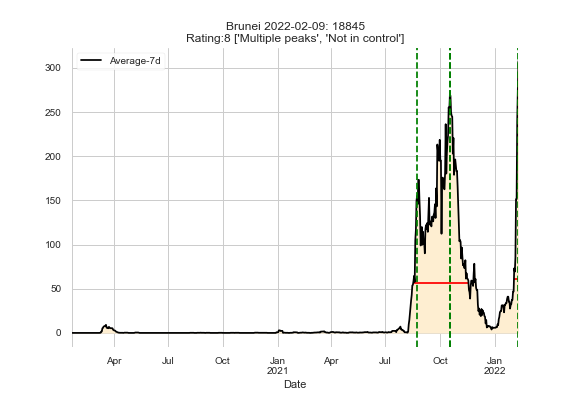 Brunei 2022-02-09: 18845
Rating:8 ['Multiple peaks', 'Not in control']
Average-7d
300
250
200
150
100
50
0
Apr
Jul
Oct
Jan
2021
Apr
Jul
Oct
Jan
2022
Date